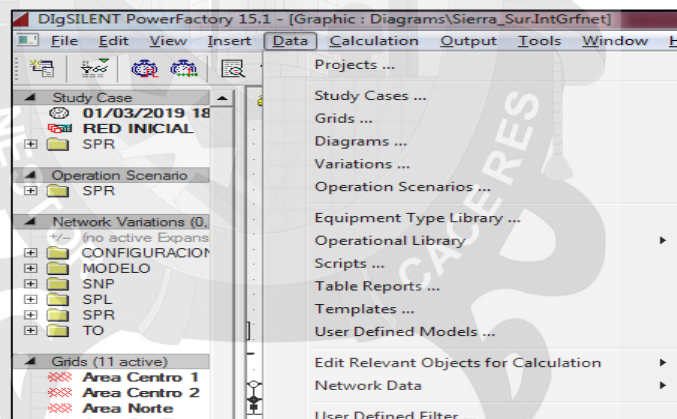 DIgSILENT PowerFactory 15.1 - [Graphic : Diagrams\Sierra_Sur.IntGrfnet]
File Edit View Insert Data Calculation Output Tools Window H
Projects ...
Study Cases ...
Grids ...
Diagrams ...
Variations ...
Operation Scenarios ...
Equipment Type Library ...
Operational Library
Scripts ...
Table Reports ...
Templates ...
User Defined Models ...
Edit Relevant Objects for Calculation
Network Data
User Defined Filter
Study Case
01/03/2019 18
RED INICIAL
SPR
Operation Scenario
SPR
Network Variations (0,
(no active Expans
CONFIGURACION
MODELO
SNP
SPL
SPR
TO
Grids (11 active)
Area Centro 1
Area Centro 2
Area Norte
CACERES